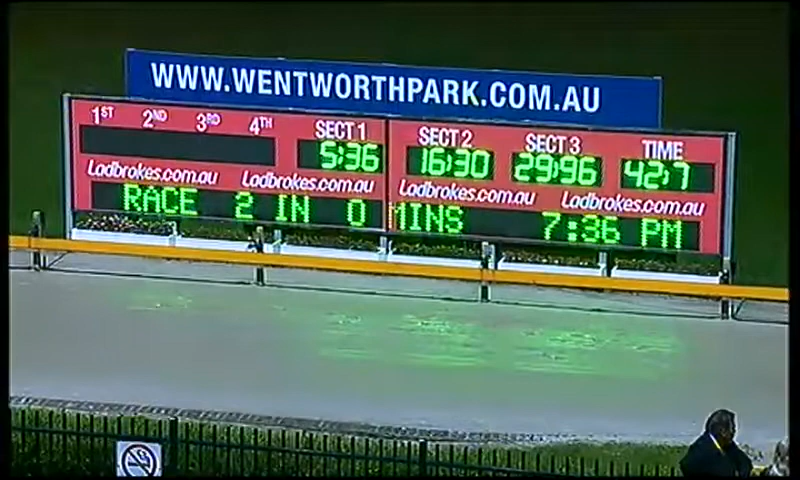 WWW.WENTWORTHPARK.COM.AU
1ST 2ND 3RD 4TH SECT 1 SECT 2 SECT 3 TIME
5:36 16:30 29:96 42:7
Ladbrokes.com.au Ladbrokes.com.au Ladbrokes.com.au Ladbrokes.com.au
RACE 2 IN 0 MINS 7:36 PM